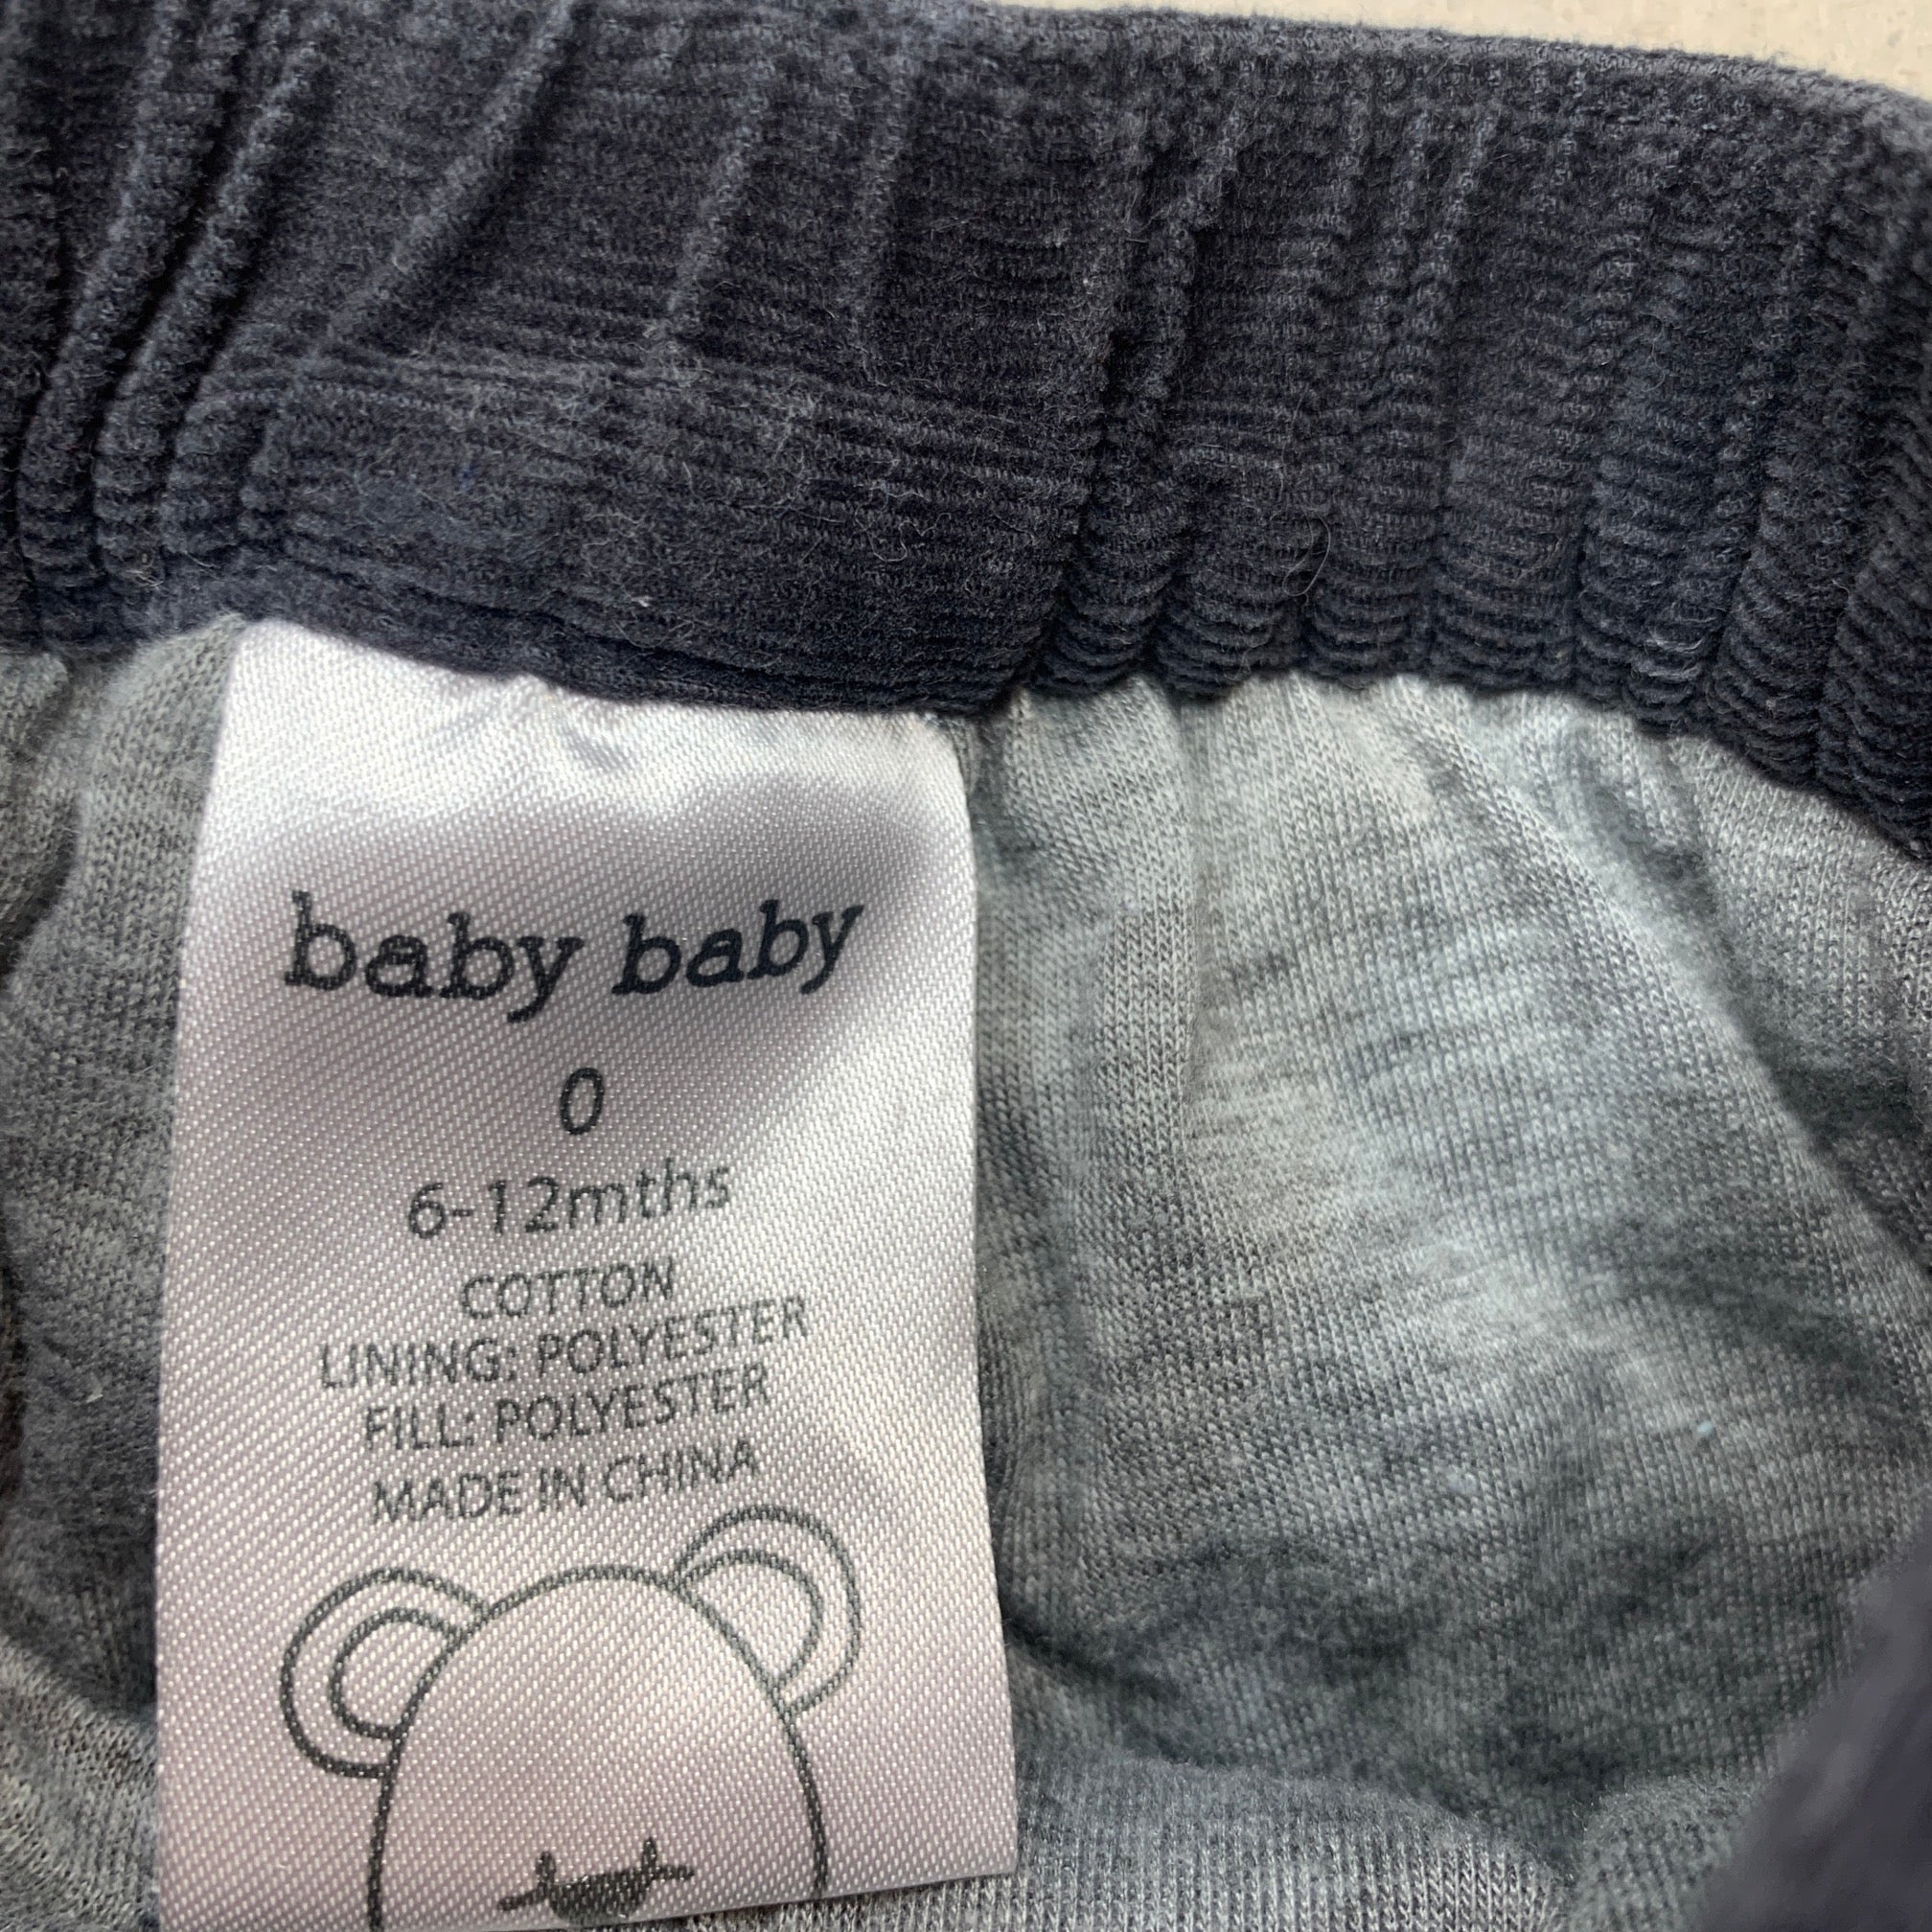 baby baby
0
6-12mths
COTTON
LINING: POLYESTER
FILL: POLYESTER
MADE IN CHINA